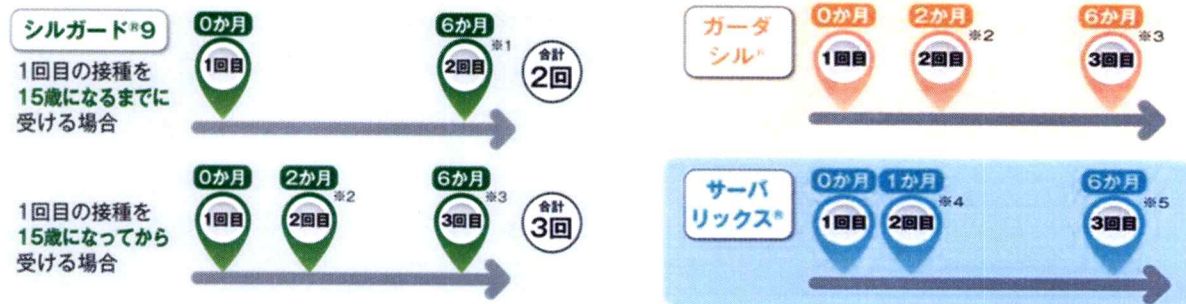 シルガード®9
1回目の接種を
15歳になるまでに
受ける場合
0か月 6か月
1回目 2回目 ※1
合計
2回
1回目の接種を
15歳になってから
受ける場合
0か月 2か月 6か月
1回目 2回目 ※2 3回目 ※3
合計
3回
ガーダ
シル®
0か月 2か月 6か月
1回目 2回目 ※2 3回目 ※3
サーバ
リックス®
0か月 1か月 6か月
1回目 2回目 ※4 3回目 ※5